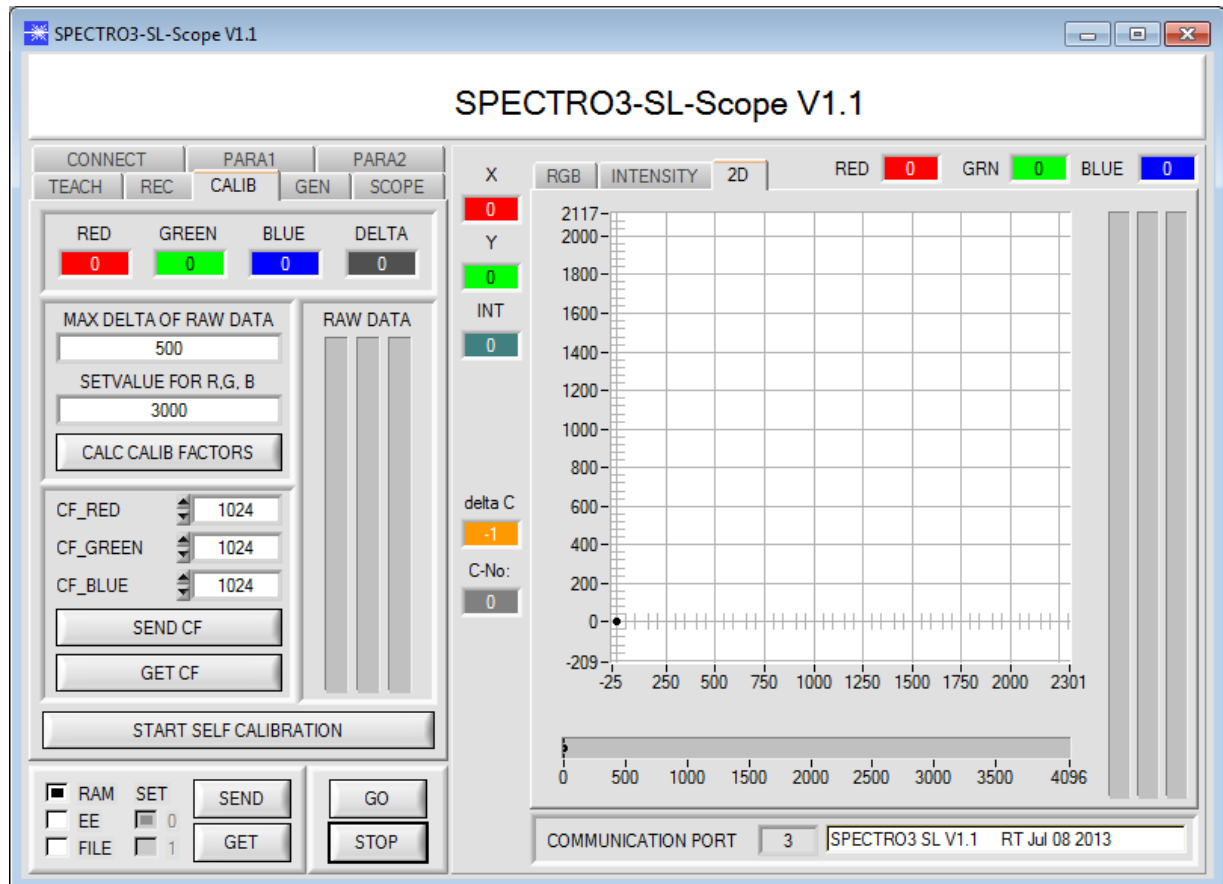 SPECTRO3-SL-Scope V1.1
SPECTRO3-SL-Scope V1.1
CONNECT PARA1 PARA2
TEACH REC CALIB GEN SCOPE
RED GREEN BLUE DELTA
0 0 0 0
MAX DELTA OF RAW DATA
500
SETVALUE FOR R,G, B
3000
CALC CALIB FACTORS
RAW DATA
CF_RED 1024
CF_GREEN 1024
CF_BLUE 1024
SEND CF
GET CF
START SELF CALIBRATION
RAM SET
EE 0
FILE 1
SEND
GET
GO
STOP
X
0
Y
0
INT
0
delta C
-1
C-No:
0
RGB INTENSITY 2D
RED 0 GRN 0 BLUE 0
2117
2000
1800
1600
1400
1200
1000
800
600
400
200
0
-209
-25 250 500 750 1000 1250 1500 1750 2000 2301
0 500 1000 1500 2000 2500 3000 3500 4096
COMMUNICATION PORT 3 SPECTRO3 SL V1.1 RT Jul 08 2013